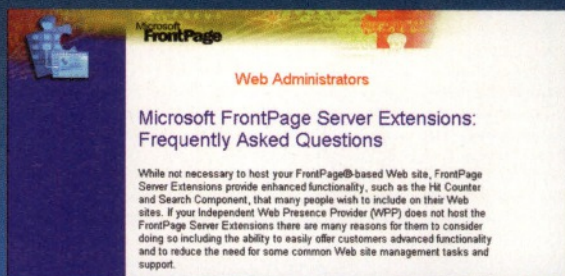 Microsoft
FrontPage
Web Administrators
Microsoft FrontPage Server Extensions:
Frequently Asked Questions
While not necessary to host your FrontPage®-based Web site, FrontPage
Server Extensions provide enhanced functionality, such as the Hit Counter
and Search Component, that many people wish to include on their Web
sites. If your Independent Web Presence Provider (WPP) does not host the
FrontPage Server Extensions there are many reasons for them to consider
doing so including the ability to easily offer customers advanced functionality
and to reduce the need for some common Web site management tasks and
support.